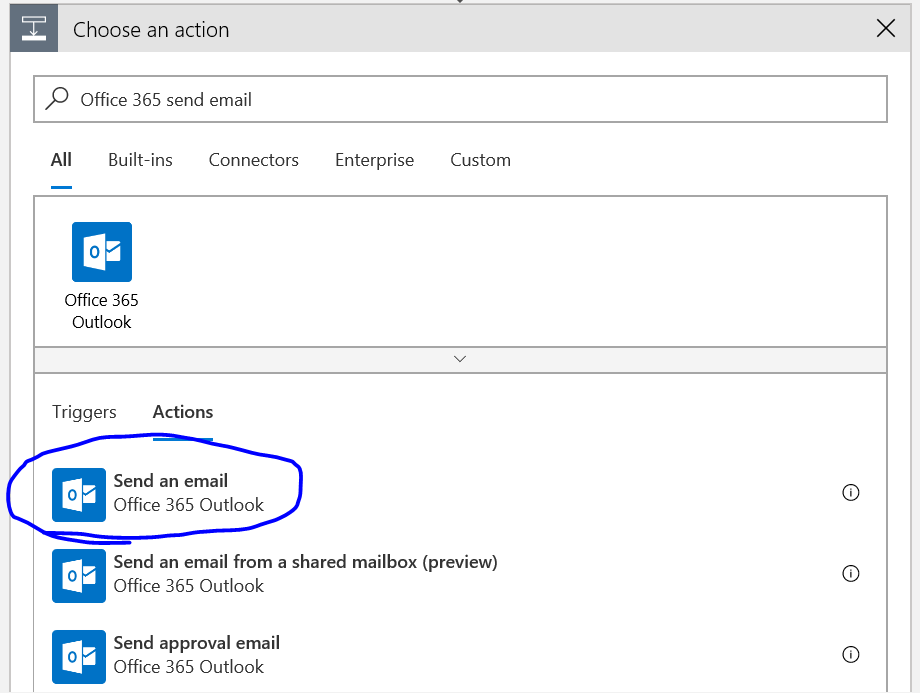 Choose an action
Office 365 send email
All Built-ins Connectors Enterprise Custom
Office 365
Outlook
Triggers Actions
Send an email
Office 365 Outlook
Send an email from a shared mailbox (preview)
Office 365 Outlook
Send approval email
Office 365 Outlook